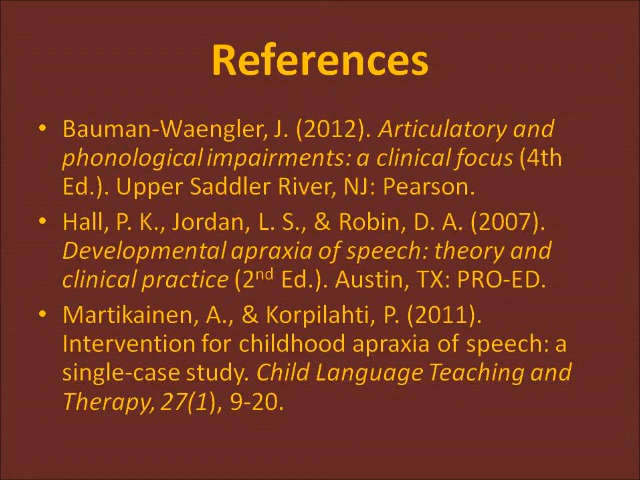 References
• Bauman-Waengler, J. (2012). Articulatory and
phonological impairments: a clinical focus (4th
Ed.). Upper Saddler River, NJ: Pearson.
• Hall, P. K., Jordan, L. S., & Robin, D. A. (2007).
Developmental apraxia of speech: theory and
clinical practice (2nd Ed.). Austin, TX: PRO-ED.
• Martikainen, A., & Korpilahti, P. (2011).
Intervention for childhood apraxia of speech: a
single-case study. Child Language Teaching and
Therapy, 27(1), 9-20.